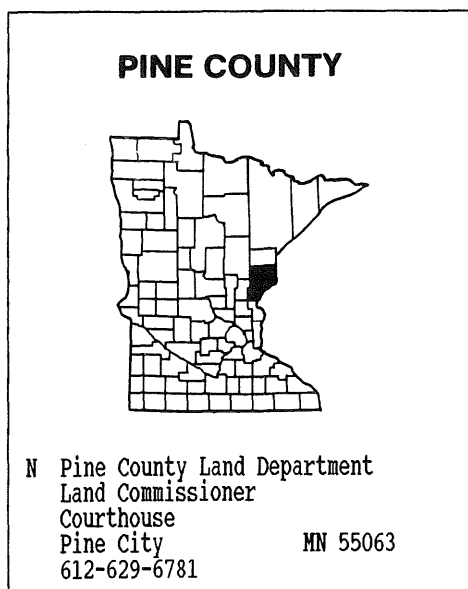 PINE COUNTY
N Pine County Land Department
Land Commissioner
Courthouse
Pine City MN 55063
612-629-6781